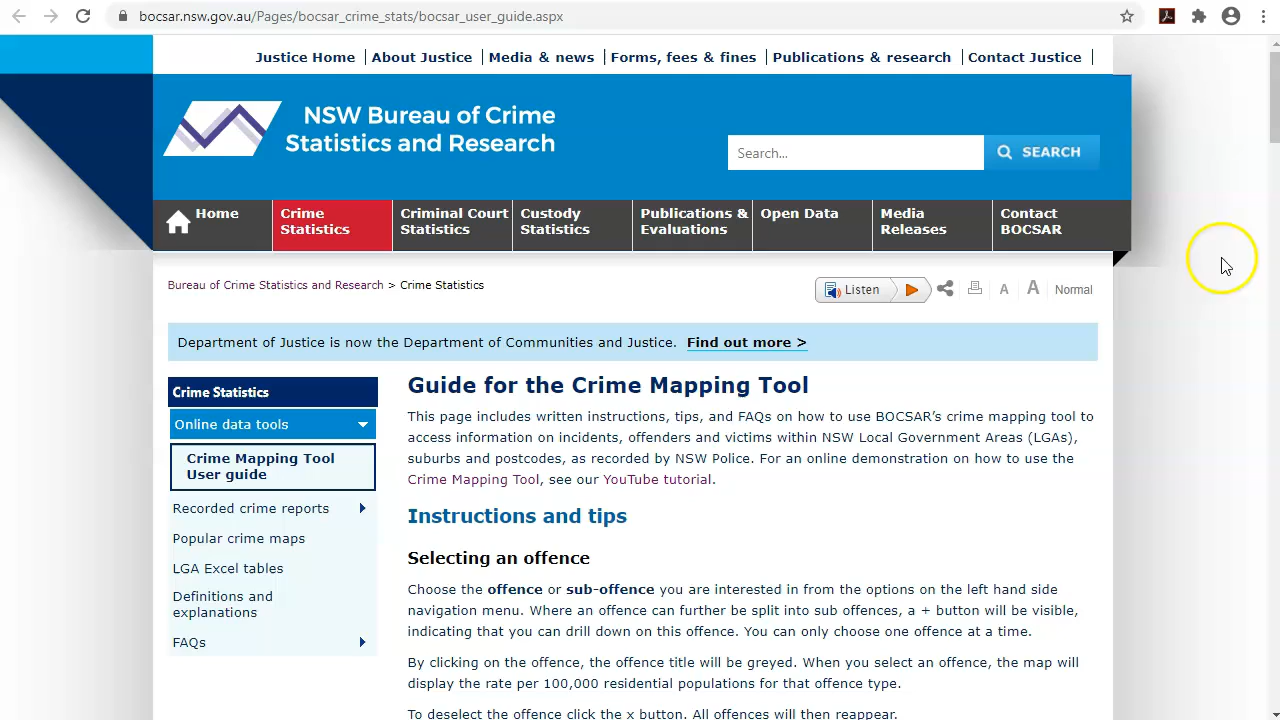 bocsar.nsw.gov.au/Pages/bocsar_crime_stats/bocsar_user_guide.aspx
Justice Home | About Justice | Media & news | Forms, fees & fines | Publications & research | Contact Justice |
NSW Bureau of Crime
Statistics and Research
Search...
SEARCH
Home
Crime
Statistics
Criminal Court
Statistics
Custody
Statistics
Publications &
Evaluations
Open Data
Media
Releases
Contact
BOCSAR
Bureau of Crime Statistics and Research > Crime Statistics
Listen
A
A
Normal
Department of Justice is now the Department of Communities and Justice. Find out more >
Crime Statistics
Online data tools
Crime Mapping Tool
User guide
Recorded crime reports
Popular crime maps
LGA Excel tables
Definitions and
explanations
FAQs
Guide for the Crime Mapping Tool
This page includes written instructions, tips, and FAQs on how to use BOCSAR’s crime mapping tool to
access information on incidents, offenders and victims within NSW Local Government Areas (LGAs),
suburbs and postcodes, as recorded by NSW Police. For an online demonstration on how to use the
Crime Mapping Tool, see our YouTube tutorial.
Instructions and tips
Selecting an offence
Choose the offence or sub-offence you are interested in from the options on the left hand side
navigation menu. Where an offence can further be split into sub offences, a + button will be visible,
indicating that you can drill down on this offence. You can only choose one offence at a time.
By clicking on the offence, the offence title will be greyed. When you select an offence, the map will
display the rate per 100,000 residential populations for that offence type.
To deselect the offence click the x button. All offences will then reappear.